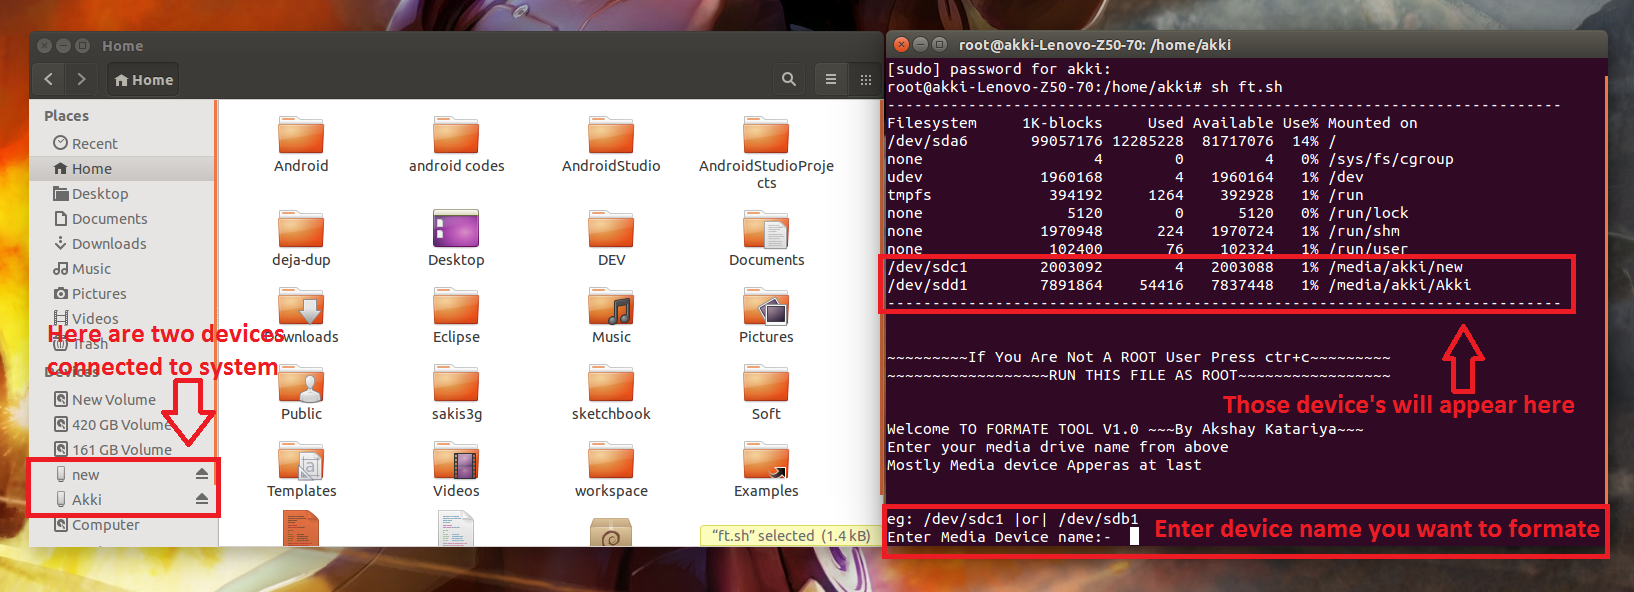 Home
Home
Places
Recent
Home
Desktop
Documents
Downloads
Music
Pictures
Videos
Trash
Devices
New Volume
420 GB Volume
161 GB Volume
new
Akki
Computer
Here are two devices
connected to system
Android
android codes
AndroidStudio
AndroidStudioProje
cts
deja-dup
Desktop
DEV
Documents
Downloads
Eclipse
Music
Pictures
Public
sakis3g
sketchbook
Soft
Templates
Videos
workspace
Examples
"ft.sh" selected (1.4 kB)
root@akki-Lenovo-Z50-70: /home/akki
[sudo] password for akki:
root@akki-Lenovo-Z50-70:/home/akki# sh ft.sh
---------------------------------------------------------------------------
Filesystem 1K-blocks Used Available Use% Mounted on
/dev/sda6 99057176 12285228 81717076 14% /
none 4 0 4 0% /sys/fs/cgroup
udev 1960168 4 1960164 1% /dev
tmpfs 394192 1264 392928 1% /run
none 5120 0 5120 0% /run/lock
none 1970948 224 1970724 1% /run/shm
none 102400 76 102324 1% /run/user
/dev/sdc1 2003092 4 2003088 1% /media/akki/new
/dev/sdd1 7891864 54416 7837448 1% /media/akki/Akki
---------------------------------------------------------------------------
~~~~~~~~~If You Are Not A ROOT User Press ctr+c~~~~~~~~~
~~~~~~~~~~~~~~~~~~RUN THIS FILE AS ROOT~~~~~~~~~~~~~~~~~
Those device's will appear here
Welcome TO FORMATE TOOL V1.0 ~~~By Akshay Katariya~~~
Enter your media drive name from above
Mostly Media device Apperas at last
eg: /dev/sdc1 |or| /dev/sdb1
Enter Media Device name:-
Enter device name you want to formate